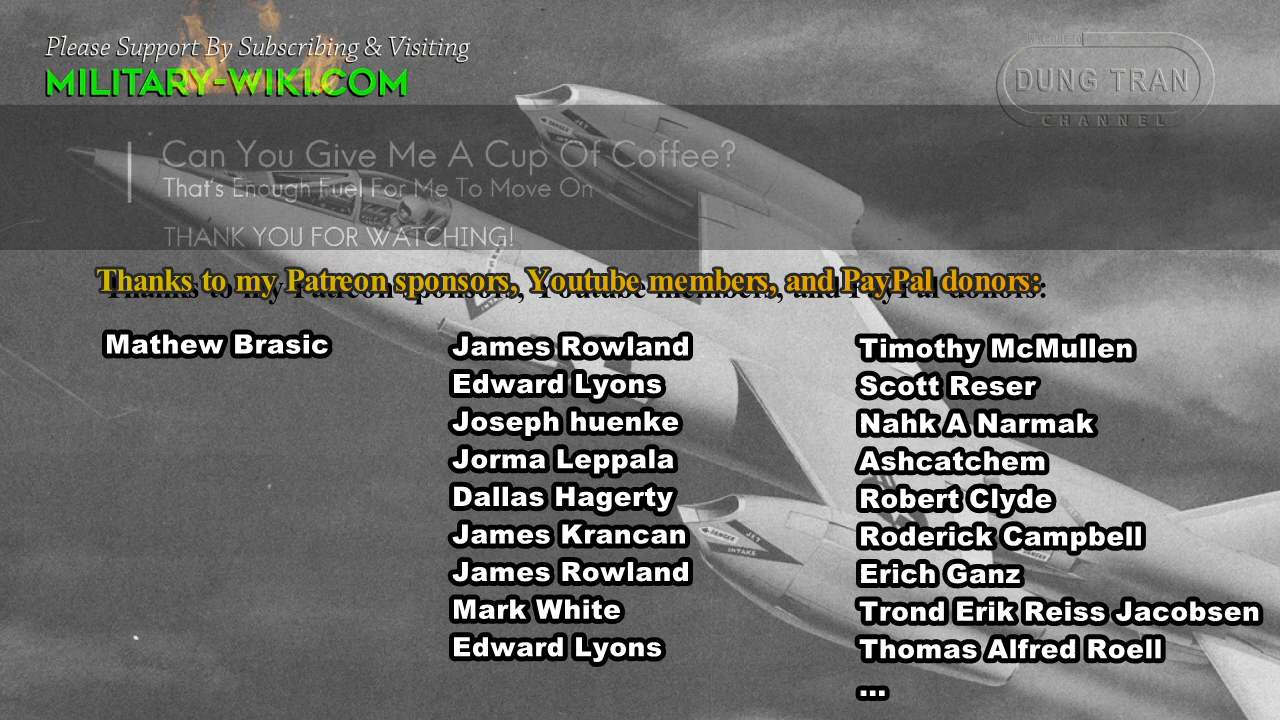 Please Support By Subscribing & Visiting
MILITARY-WIKI.COM
DUNG TRAN
CHANNEL
Can You Give Me A Cup Of Coffee?
That's Enough Fuel For Me To Move On
THANK YOU FOR WATCHING!
Thanks to my Patreon sponsors, Youtube members, and PayPal donors:
Mathew Brasic
James Rowland
Edward Lyons
Joseph huenke
Jorma Leppala
Dallas Hagerty
James Krancan
James Rowland
Mark White
Edward Lyons
Timothy McMullen
Scott Reser
Nahk A Narmak
Ashcatchem
Robert Clyde
Roderick Campbell
Erich Ganz
Trond Erik Reiss Jacobsen
Thomas Alfred Roell
...
DANGER
JET
INTAKE